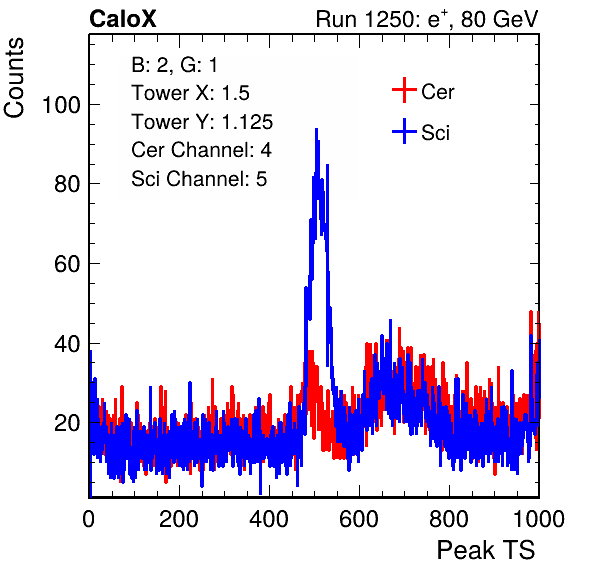 CaloX Run 1250: e⁺, 80 GeV
Counts
B: 2, G: 1
Tower X: 1.5
Tower Y: 1.125
Cer Channel: 4
Sci Channel: 5
Cer
Sci
100
80
60
40
20
0 200 400 600 800 1000
Peak TS